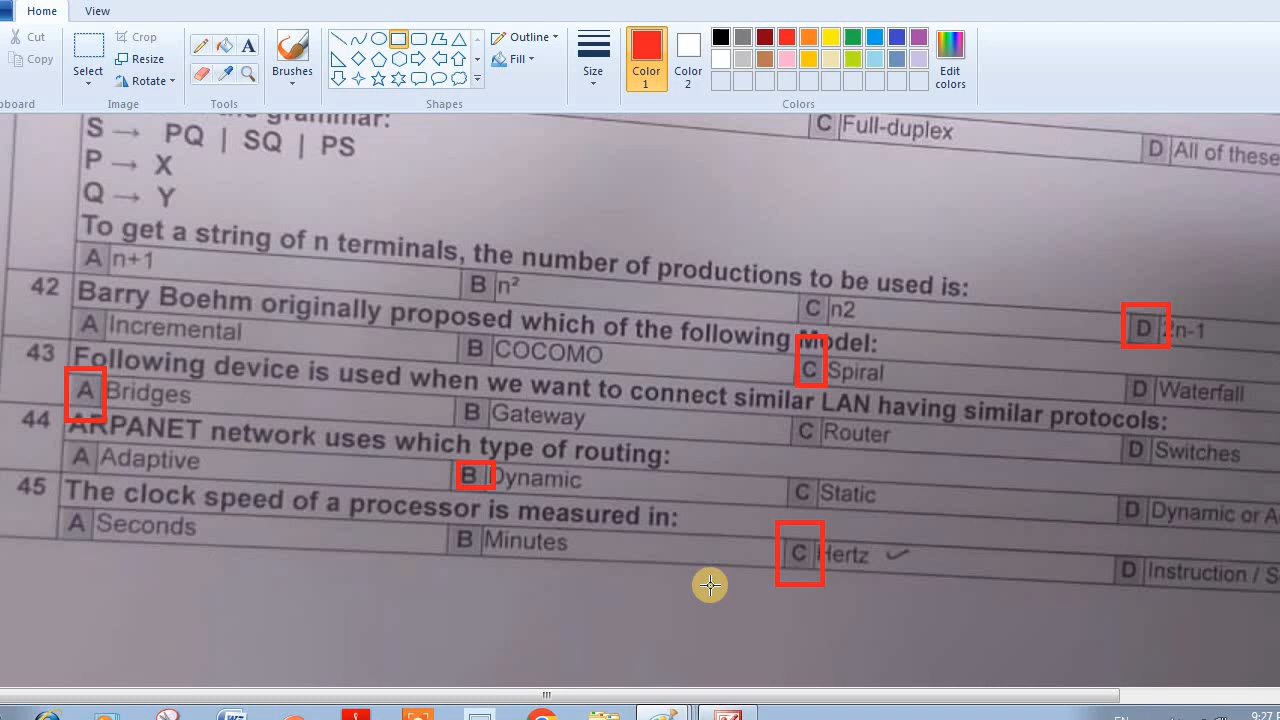 Home View
Cut
Copy
Select
Crop
Resize
Rotate
Brushes
Outline
Fill
Size
Color 1
Color 2
Edit colors
Image
Tools
Shapes
Colors
the grammar:
C Full-duplex
D All of these
S → PQ | SQ | PS
P → X
Q → Y
To get a string of n terminals, the number of productions to be used is:
A n+1
B n²
C n2
D 2n-1
42 Barry Boehm originally proposed which of the following Model:
A Incremental
B COCOMO
C Spiral
D Waterfall
43 Following device is used when we want to connect similar LAN having similar protocols:
A Bridges
B Gateway
C Router
D Switches
44 ARPANET network uses which type of routing:
A Adaptive
B Dynamic
C Static
D Dynamic or A
45 The clock speed of a processor is measured in:
A Seconds
B Minutes
C Hertz
D Instruction / S